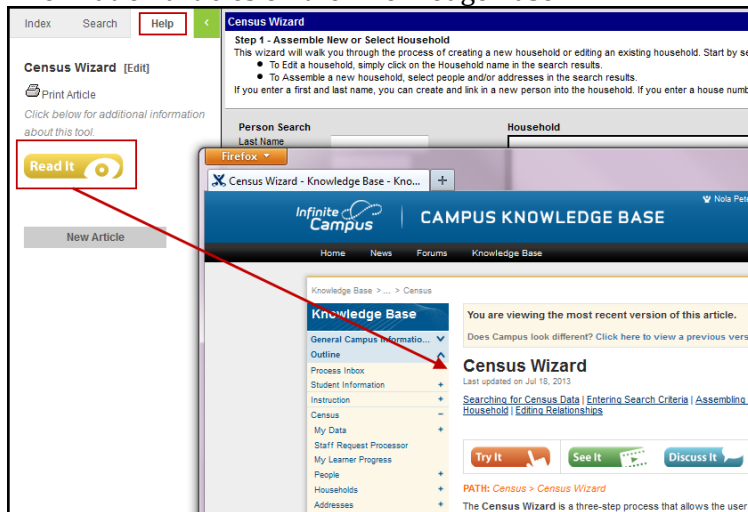 Index Search Help <
Census Wizard [Edit]
Print Article
Click below for additional information
about this tool.
Read It
New Article
Census Wizard
Step 1 - Assemble New or Select Household
This wizard will walk you through the process of creating a new household or editing an existing household. Start by se
● To Edit a household, simply click on the Household name in the search results.
● To Assemble a new household, select people and/or addresses in the search results.
If you enter a first and last name, you can create and link in a new person into the household. If you enter a house numb
Person Search Household
Last Name
Firefox
Census Wizard - Knowledge Base - Kno... +
Nola Pete
Infinite Campus | CAMPUS KNOWLEDGE BASE
Home News Forums Knowledge Base
Knowledge Base > ... > Census
Knowledge Base
General Campus Informatio...
Outline
Process Inbox
Student Information +
Instruction +
Census −
My Data +
Staff Request Processor
My Learner Progress
People +
Households +
Addresses +
You are viewing the most recent version of this article.
Does Campus look different? Click here to view a previous vers
Census Wizard
Last updated on Jul 18, 2013
Searching for Census Data | Entering Search Criteria | Assembling
Household | Editing Relationships
Try It See It Discuss It
PATH: Census > Census Wizard
The Census Wizard is a three-step process that allows the user